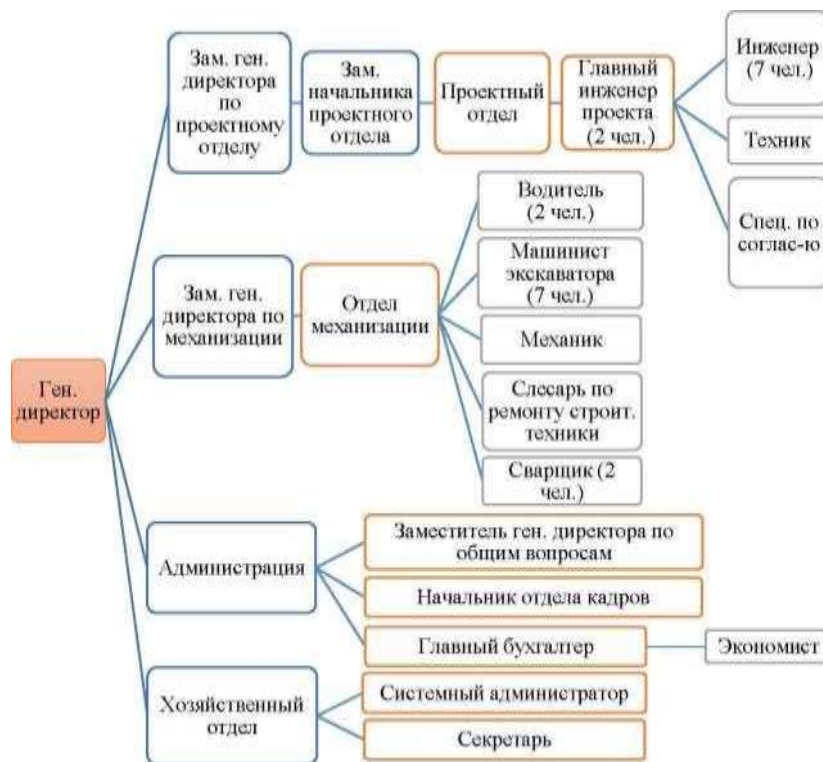 Ген.
директор
Зам. ген.
директора
по
проектному
отделу
Зам.
начальника
проектного
отдела
Проектный
отдел
Главный
инженер
проекта
(2 чел.)
Инженер
(7 чел.)
Техник
Спец. по
соглас-ю
Зам. ген.
директора по
механизации
Отдел
механизации
Водитель
(2 чел.)
Машинист
экскаватора
(7 чел.)
Механик
Слесарь по
ремонту строит.
техники
Сварщик (2
чел.)
Администрация
Заместитель ген. директора по
общим вопросам
Начальник отдела кадров
Главный бухгалтер
Экономист
Хозяйственный
отдел
Системный администратор
Секретарь